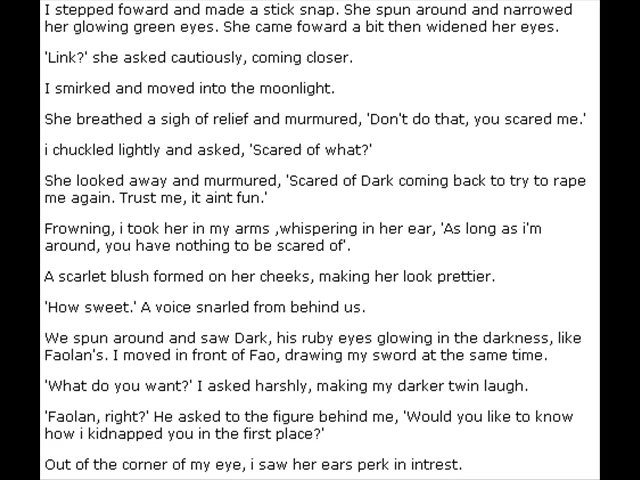 I stepped foward and made a stick snap. She spun around and narrowed
her glowing green eyes. She came foward a bit then widened her eyes.
'Link?' she asked cautiously, coming closer.
I smirked and moved into the moonlight.
She breathed a sigh of relief and murmured, 'Don't do that, you scared me.'
i chuckled lightly and asked, 'Scared of what?'
She looked away and murmured, 'Scared of Dark coming back to try to rape
me again. Trust me, it aint fun.'
Frowning, i took her in my arms ,whispering in her ear, 'As long as i'm
around, you have nothing to be scared of'.
A scarlet blush formed on her cheeks, making her look prettier.
'How sweet.' A voice snarled from behind us.
We spun around and saw Dark, his ruby eyes glowing in the darkness, like
Faolan's. I moved in front of Fao, drawing my sword at the same time.
'What do you want?' I asked harshly, making my darker twin laugh.
'Faolan, right?' He asked to the figure behind me, 'Would you like to know
how i kidnapped you in the first place?'
Out of the corner of my eye, i saw her ears perk in intrest.